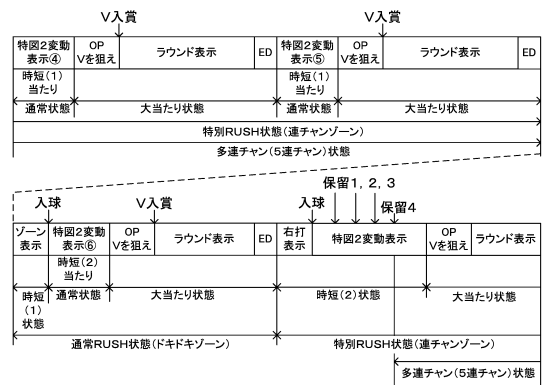 V入賞
V入賞
特図2変動
表示④
OP
Vを狙え
ラウンド表示
ED
特図2変動
表示⑤
OP
Vを狙え
ラウンド表示
ED
時短(1)
当たり
時短(1)
当たり
通常状態
大当たり状態
通常状態
大当たり状態
特別RUSH状態(連チャンゾーン)
多連チャン(5連チャン)状態
保留1, 2, 3
入球
V入賞
入球
保留4
ゾーン
表示
特図2変動
表示⑥
OP
Vを狙え
ラウンド表示
ED
右打
表示
特図2変動表示
OP
Vを狙え
ラウンド表示
時短(2)
当たり
時短
(1)
状態
通常状態
大当たり状態
時短(2)状態
大当たり状態
通常RUSH状態(ドキドキゾーン)
特別RUSH状態(連チャンゾーン)
多連チャン(5連チャン)状態